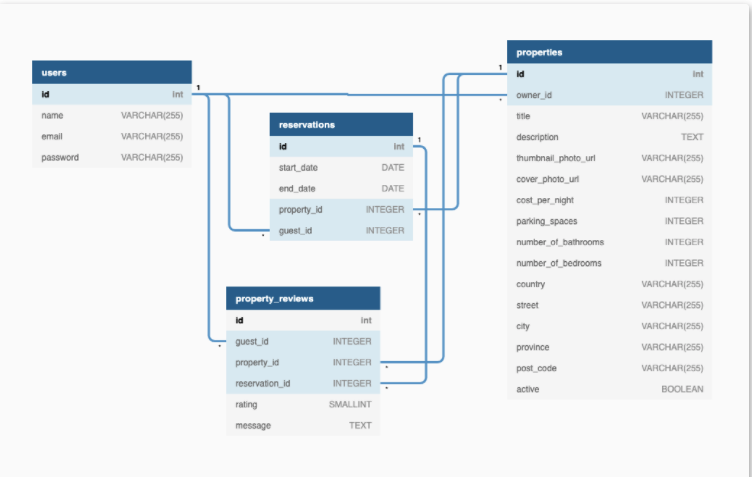 users
id int
name VARCHAR(255)
email VARCHAR(255)
password VARCHAR(255)
1
reservations
id int
start_date DATE
end_date DATE
property_id INTEGER
guest_id INTEGER
1
*
*
property_reviews
id int
guest_id INTEGER
property_id INTEGER
reservation_id INTEGER
rating SMALLINT
message TEXT
*
*
*
properties
1
id int
owner_id INTEGER
*
title VARCHAR(255)
description TEXT
thumbnail_photo_url VARCHAR(255)
cover_photo_url VARCHAR(255)
cost_per_night INTEGER
parking_spaces INTEGER
number_of_bathrooms INTEGER
number_of_bedrooms INTEGER
country VARCHAR(255)
street VARCHAR(255)
city VARCHAR(255)
province VARCHAR(255)
post_code VARCHAR(255)
active BOOLEAN